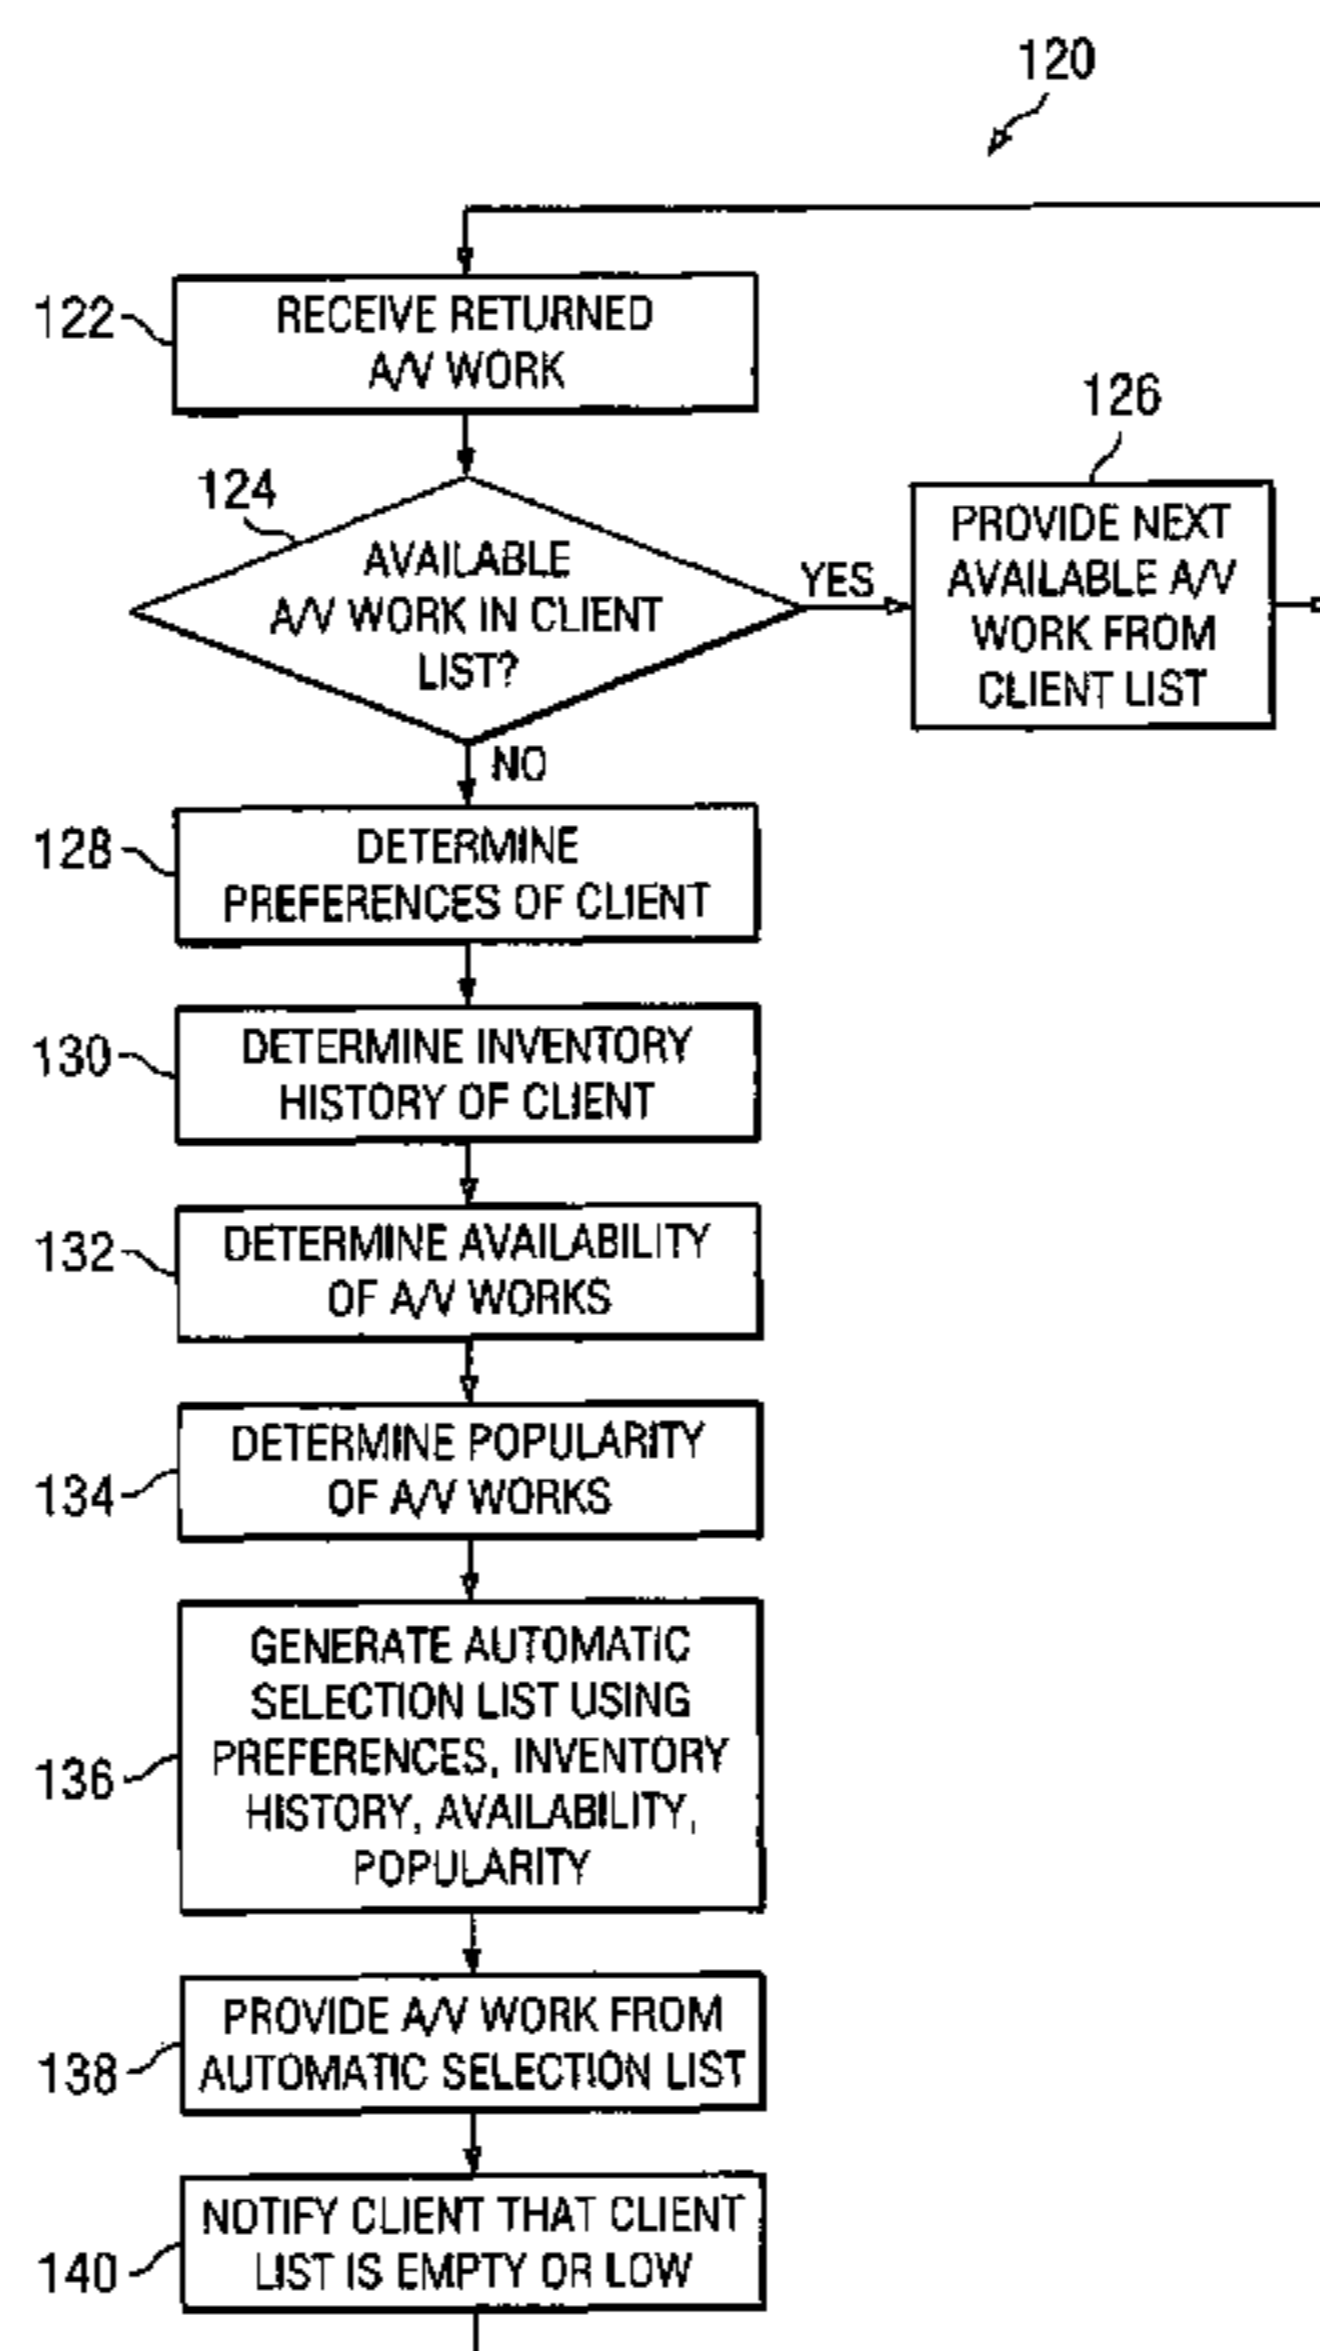 120
122
RECEIVE RETURNED
A/V WORK
124
AVAILABLE
A/V WORK IN CLIENT
LIST?
YES
126
PROVIDE NEXT
AVAILABLE A/V
WORK FROM
CLIENT LIST
NO
128
DETERMINE
PREFERENCES OF CLIENT
130
DETERMINE INVENTORY
HISTORY OF CLIENT
132
DETERMINE AVAILABILITY
OF A/V WORKS
134
DETERMINE POPULARITY
OF A/V WORKS
136
GENERATE AUTOMATIC
SELECTION LIST USING
PREFERENCES, INVENTORY
HISTORY, AVAILABILITY,
POPULARITY
138
PROVIDE A/V WORK FROM
AUTOMATIC SELECTION LIST
140
NOTIFY CLIENT THAT CLIENT
LIST IS EMPTY OR LOW